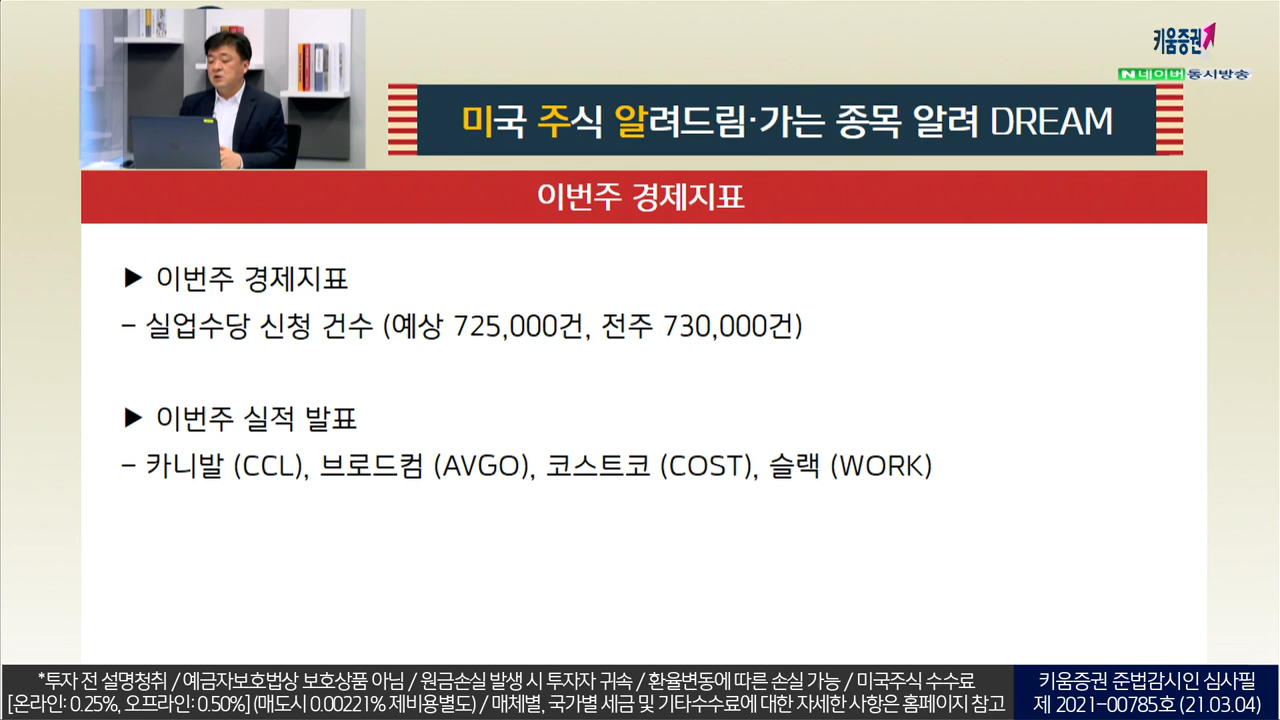 키움증권
N 네이버 동시방송
미국 주식 알려드림·가는 종목 알려 DREAM
이번주 경제지표
▶ 이번주 경제지표
– 실업수당 신청 건수 (예상 725,000건, 전주 730,000건)
▶ 이번주 실적 발표
– 카니발 (CCL), 브로드컴 (AVGO), 코스트코 (COST), 슬랙 (WORK)
*투자 전 설명청취 / 예금자보호법상 보호상품 아님 / 원금손실 발생 시 투자자 귀속 / 환율변동에 따른 손실 가능 / 미국주식 수수료
[온라인: 0.25%, 오프라인: 0.50%] (매도시 0.00221% 제비용별도) / 매체별, 국가별 세금 및 기타수수료에 대한 자세한 사항은 홈페이지 참고
키움증권 준법감시인 심사필
제 2021-00785호 (21.03.04)